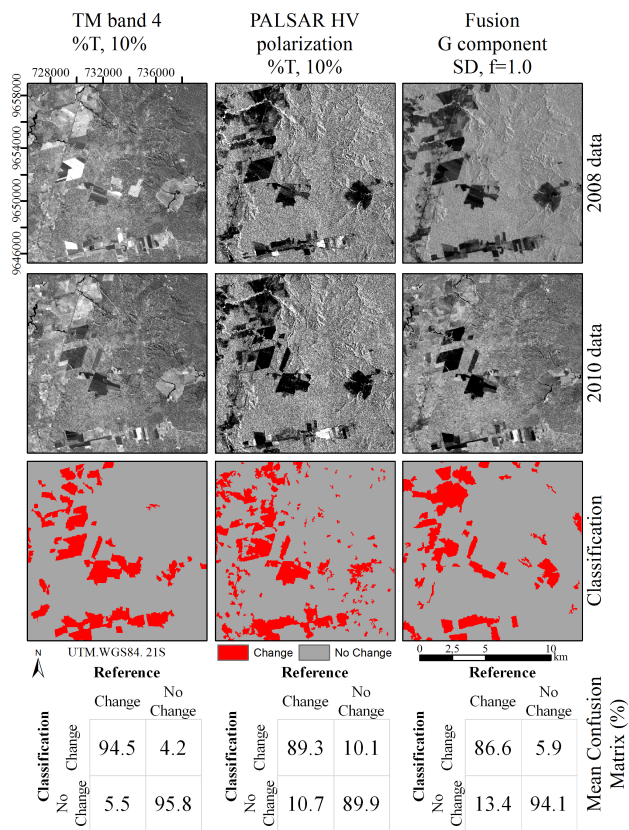 TM band 4
%T, 10%
PALSAR HV
polarization
%T, 10%
Fusion
G component
SD, f=1.0
728000 732000 736000
9658000
9654000
9650000
9646000
2008 data
2010 data
Classification
N
UTM.WGS84. 21S
Change
No Change
0 2,5 5 10
km
Reference
Change
No
Change
Classification
Change
No
Change
94.5 4.2
5.5 95.8
Reference
Change
No
Change
Classification
Change
No
Change
89.3 10.1
10.7 89.9
Reference
Change
No
Change
Classification
Change
No
Change
86.6 5.9
13.4 94.1
Mean Confusion
Matrix (%)